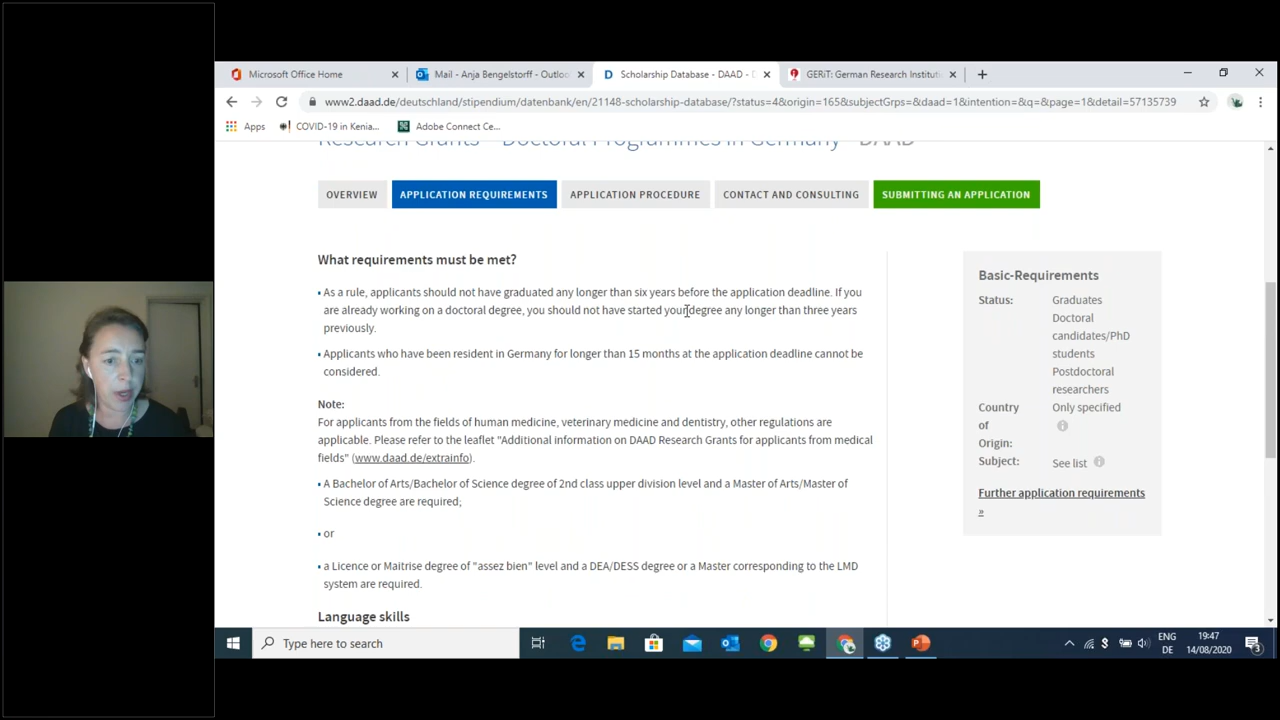 Microsoft Office Home
Mail - Anja Bengelstorff - Outloo
Scholarship Database - DAAD - D
GERiT: German Research Institut
www2.daad.de/deutschland/stipendium/datenbank/en/21148-scholarship-database/?status=4&origin=165&subjectGrps=&daad=1&intention=&q=&page=1&detail=57135739
Apps
COVID-19 in Kenia...
Adobe Connect Ce...
Research Grants - Doctoral Programmes in Germany - DAAD
OVERVIEW
APPLICATION REQUIREMENTS
APPLICATION PROCEDURE
CONTACT AND CONSULTING
SUBMITTING AN APPLICATION
What requirements must be met?
As a rule, applicants should not have graduated any longer than six years before the application deadline. If you
are already working on a doctoral degree, you should not have started your degree any longer than three years
previously.
Applicants who have been resident in Germany for longer than 15 months at the application deadline cannot be
considered.
Note:
For applicants from the fields of human medicine, veterinary medicine and dentistry, other regulations are
applicable. Please refer to the leaflet "Additional information on DAAD Research Grants for applicants from medical
fields" (www.daad.de/extrainfo).
A Bachelor of Arts/Bachelor of Science degree of 2nd class upper division level and a Master of Arts/Master of
Science degree are required;
or
a Licence or Maitrise degree of "assez bien" level and a DEA/DESS degree or a Master corresponding to the LMD
system are required.
Language skills
Basic-Requirements
Status:
Graduates
Doctoral
candidates/PhD
students
Postdoctoral
researchers
Country
of
Origin:
Only specified
Subject:
See list
Further application requirements
»
Type here to search
ENG
DE
19:47
14/08/2020
3